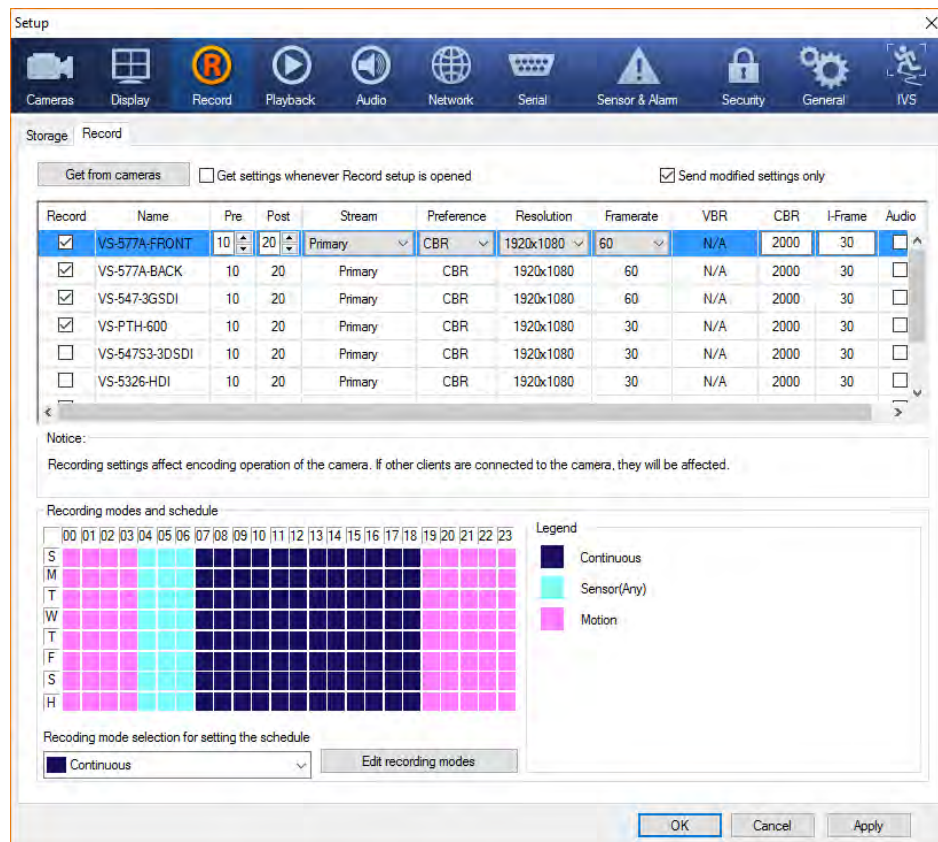 Setup
Cameras Display Record Playback Audio Network Serial Sensor & Alarm Security General IVS
Storage Record
Get from cameras Get settings whenever Record setup is opened Send modified settings only
Record Name Pre Post Stream Preference Resolution Framerate VBR CBR I-Frame Audio
VS-577A-FRONT 10 20 Primary CBR 1920x1080 60 N/A 2000 30
VS-577A-BACK 10 20 Primary CBR 1920x1080 60 N/A 2000 30
VS-547-3GSDI 10 20 Primary CBR 1920x1080 60 N/A 2000 30
VS-PTH-600 10 20 Primary CBR 1920x1080 30 N/A 2000 30
VS-547S3-3DSDI 10 20 Primary CBR 1920x1080 30 N/A 2000 30
VS-5326-HDI 10 20 Primary CBR 1920x1080 30 N/A 2000 30
Notice:
Recording settings affect encoding operation of the camera. If other clients are connected to the camera, they will be affected.
Recording modes and schedule
00 01 02 03 04 05 06 07 08 09 10 11 12 13 14 15 16 17 18 19 20 21 22 23
S
M
T
W
T
F
S
H
Legend
Continuous
Sensor(Any)
Motion
Recoding mode selection for setting the schedule
Continuous Edit recording modes
OK Cancel Apply